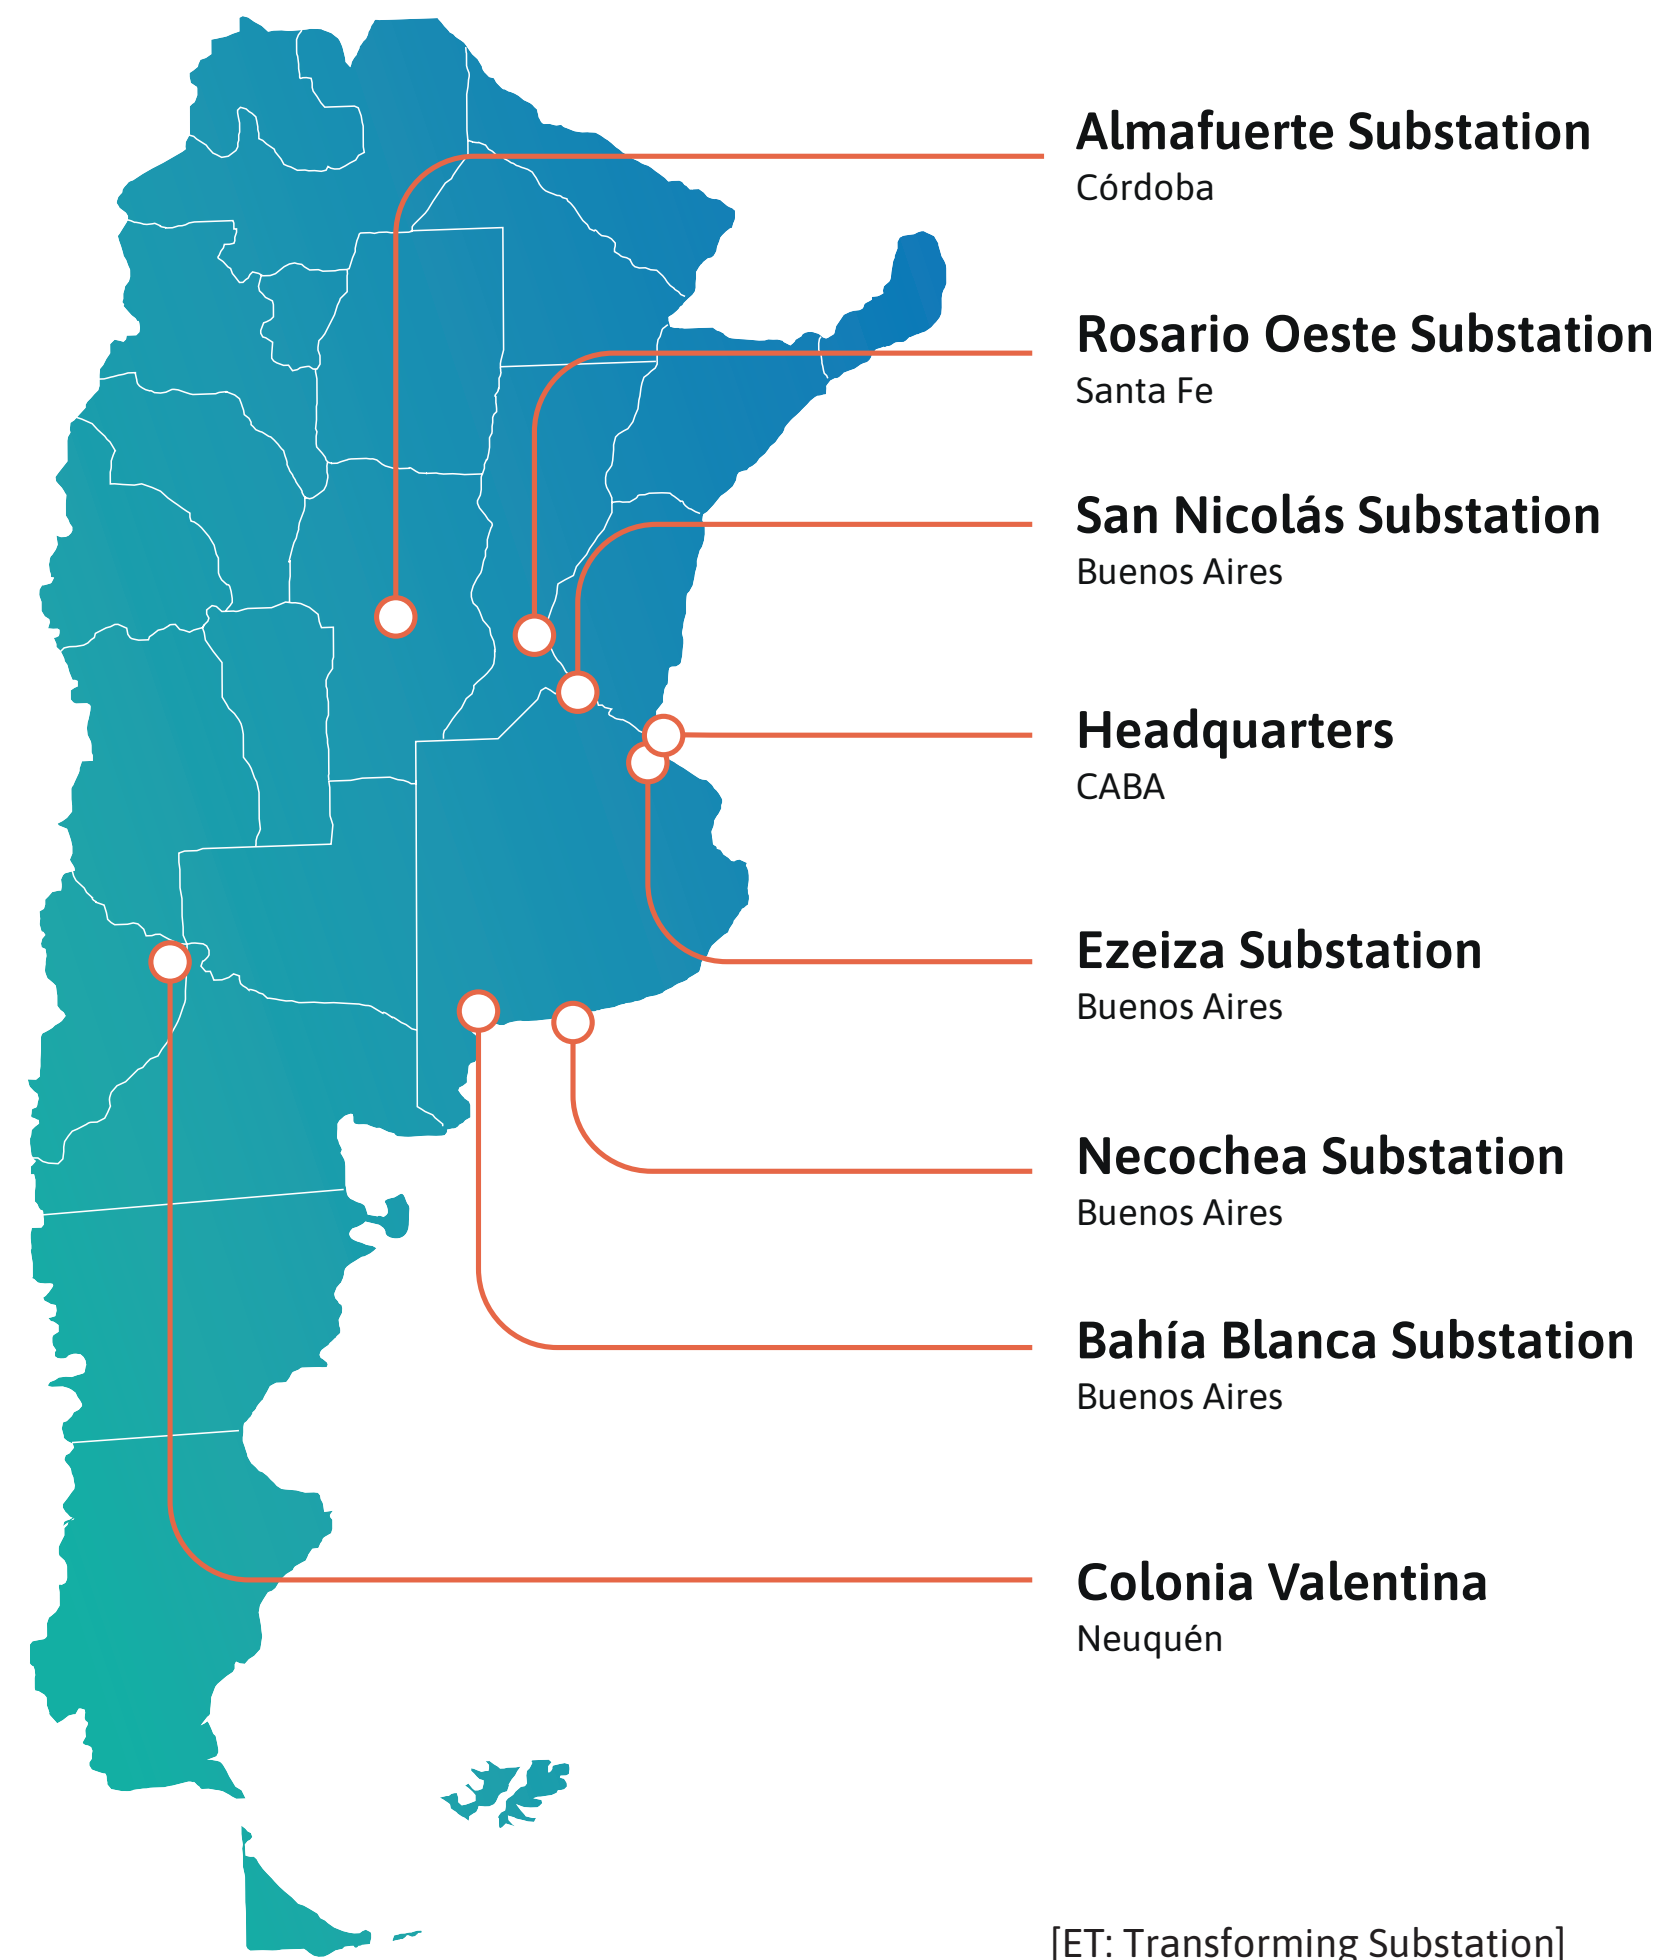 Almafuerte Substation
Córdoba
Rosario Oeste Substation
Santa Fe
San Nicolás Substation
Buenos Aires
Headquarters
CABA
Ezeiza Substation
Buenos Aires
Necochea Substation
Buenos Aires
Bahía Blanca Substation
Buenos Aires
Colonia Valentina
Neuquén
[ET: Transforming Substation]